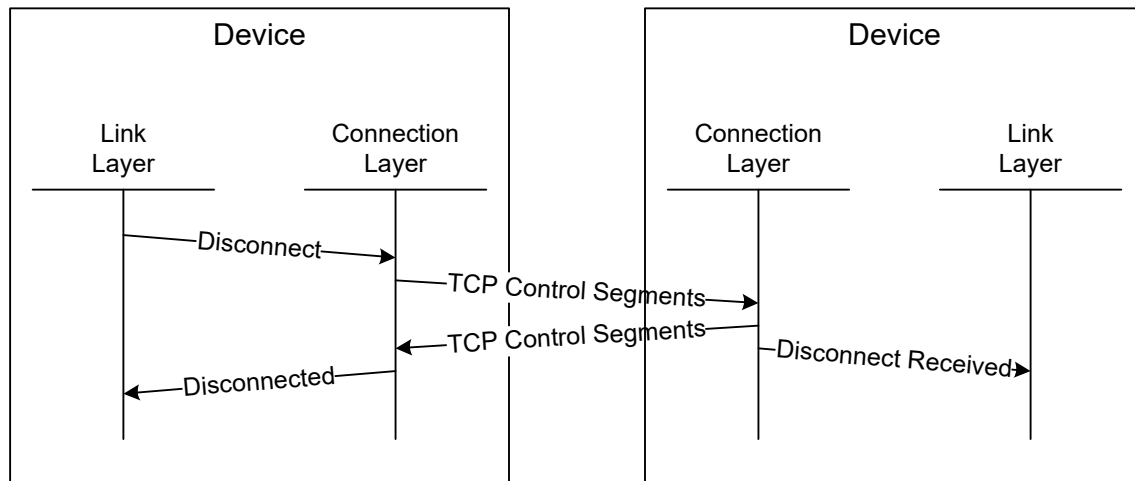 Device
Device
Link
Layer
Connection
Layer
Connection
Layer
Link
Layer
Disconnect
TCP Control Segments
TCP Control Segments
Disconnect Received
Disconnected